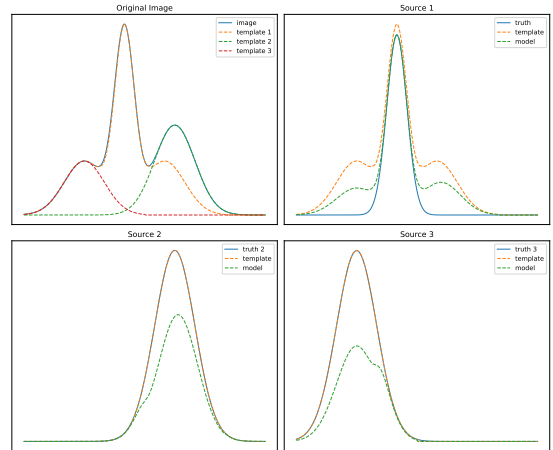 Original Image
image
template 1
template 2
template 3
Source 1
truth
template
model
Source 2
truth 2
template
model
Source 3
truth 3
template
model